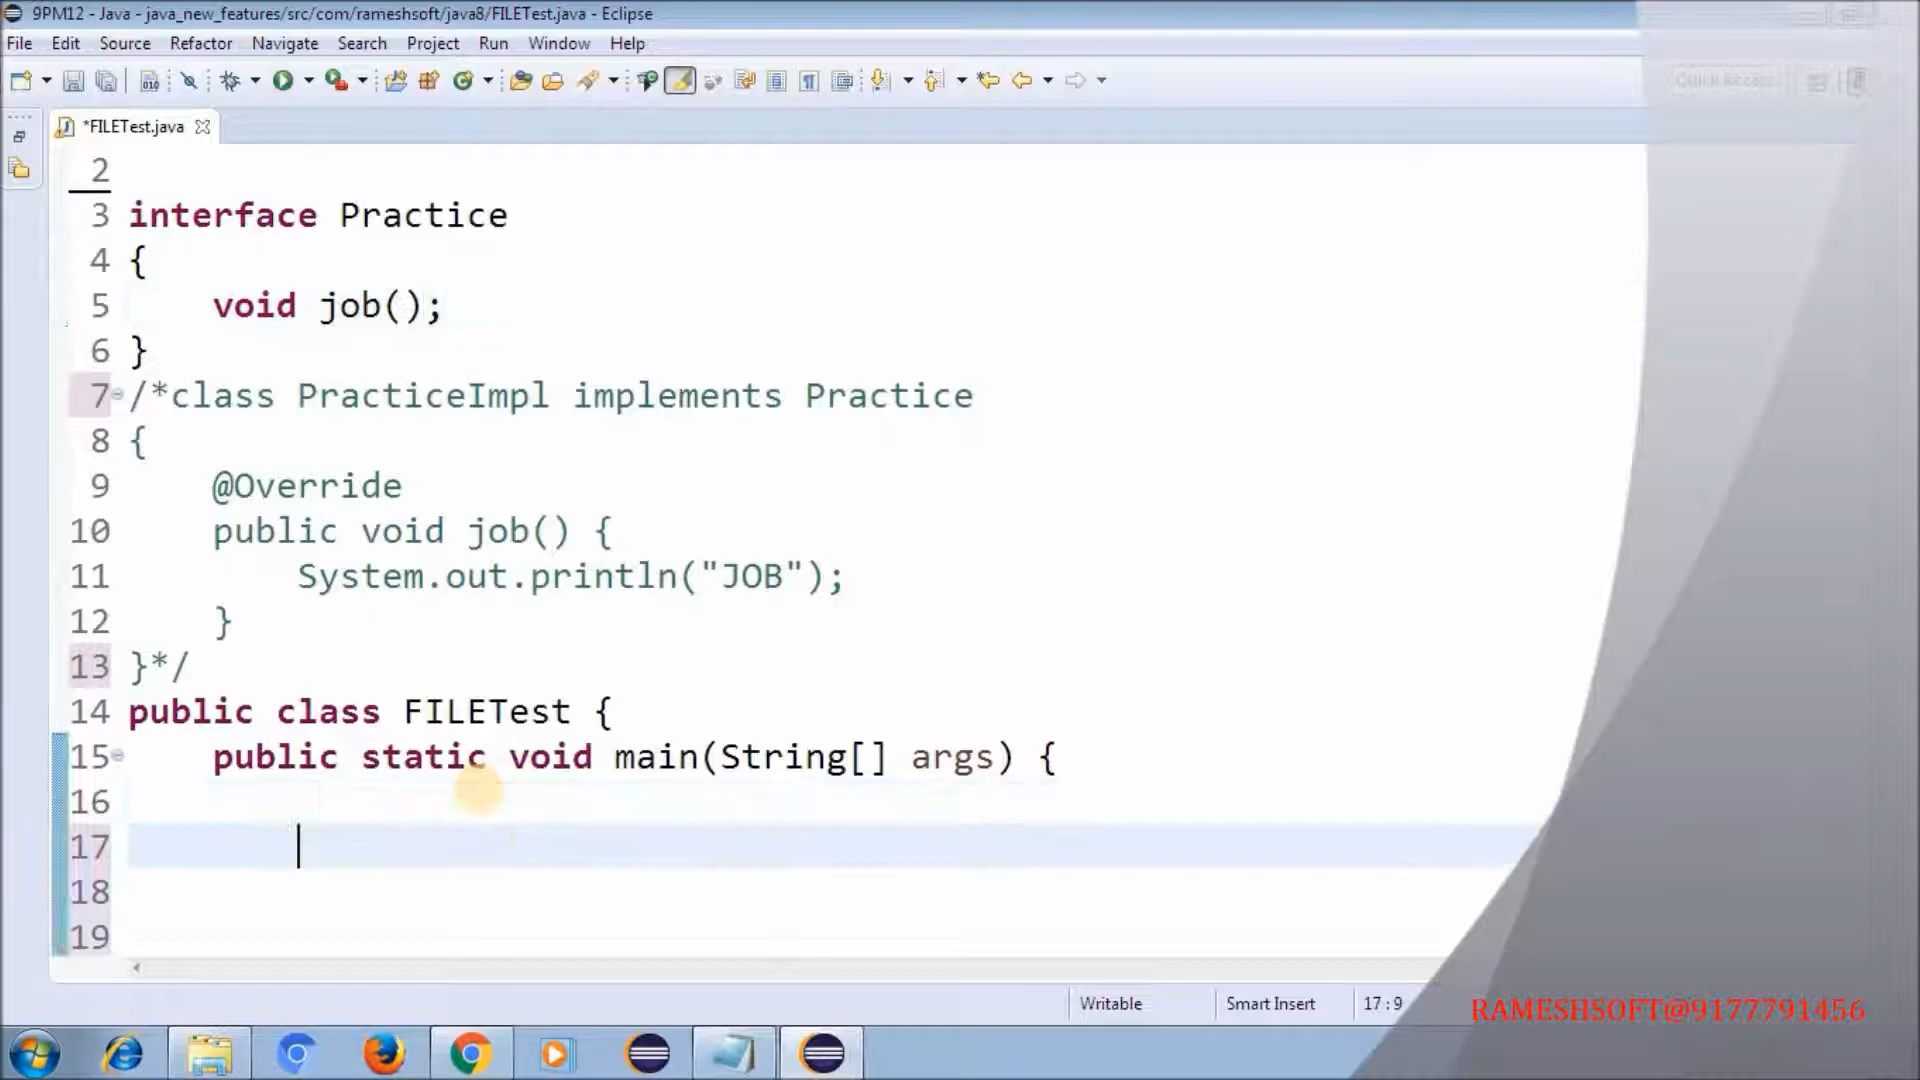 9PM12 - Java - java_new_features/src/com/rameshsoft/java8/FILETest.java - Eclipse
File Edit Source Refactor Navigate Search Project Run Window Help
Quick Access
*FILETest.java
2
3 interface Practice
4 {
5 void job();
6 }
7 /*class PracticeImpl implements Practice
8 {
9 @Override
10 public void job() {
11 System.out.println("JOB");
12 }
13 }*/
14 public class FILETest {
15 public static void main(String[] args) {
16
17
18
19
Writable Smart Insert 17:9
RAMESHSOFT@9177791456